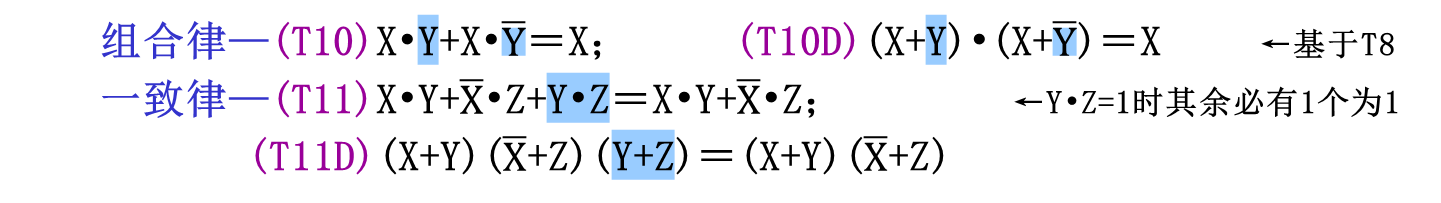 组合律—(T10)X•Y+X•Y̅=X; (T10D)(X+Y)•(X+Y̅)=X ←基于T8
一致律—(T11)X•Y+X̅•Z+Y•Z=X•Y+X̅•Z; ←Y•Z=1时其余必有1个为1
(T11D)(X+Y)(X̅+Z)(Y+Z)=(X+Y)(X̅+Z)